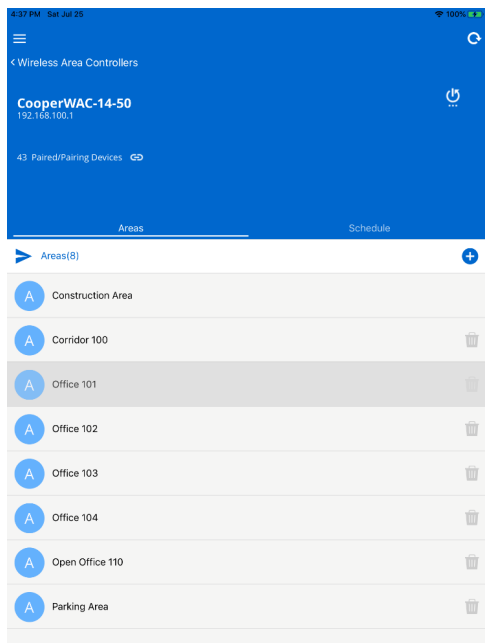 4:37 PM Sat Jul 25 100%
< Wireless Area Controllers
CooperWAC-14-50
192.168.100.1
43 Paired/Pairing Devices
Areas Schedule
Areas(8)
A Construction Area
A Corridor 100
A Office 101
A Office 102
A Office 103
A Office 104
A Open Office 110
A Parking Area